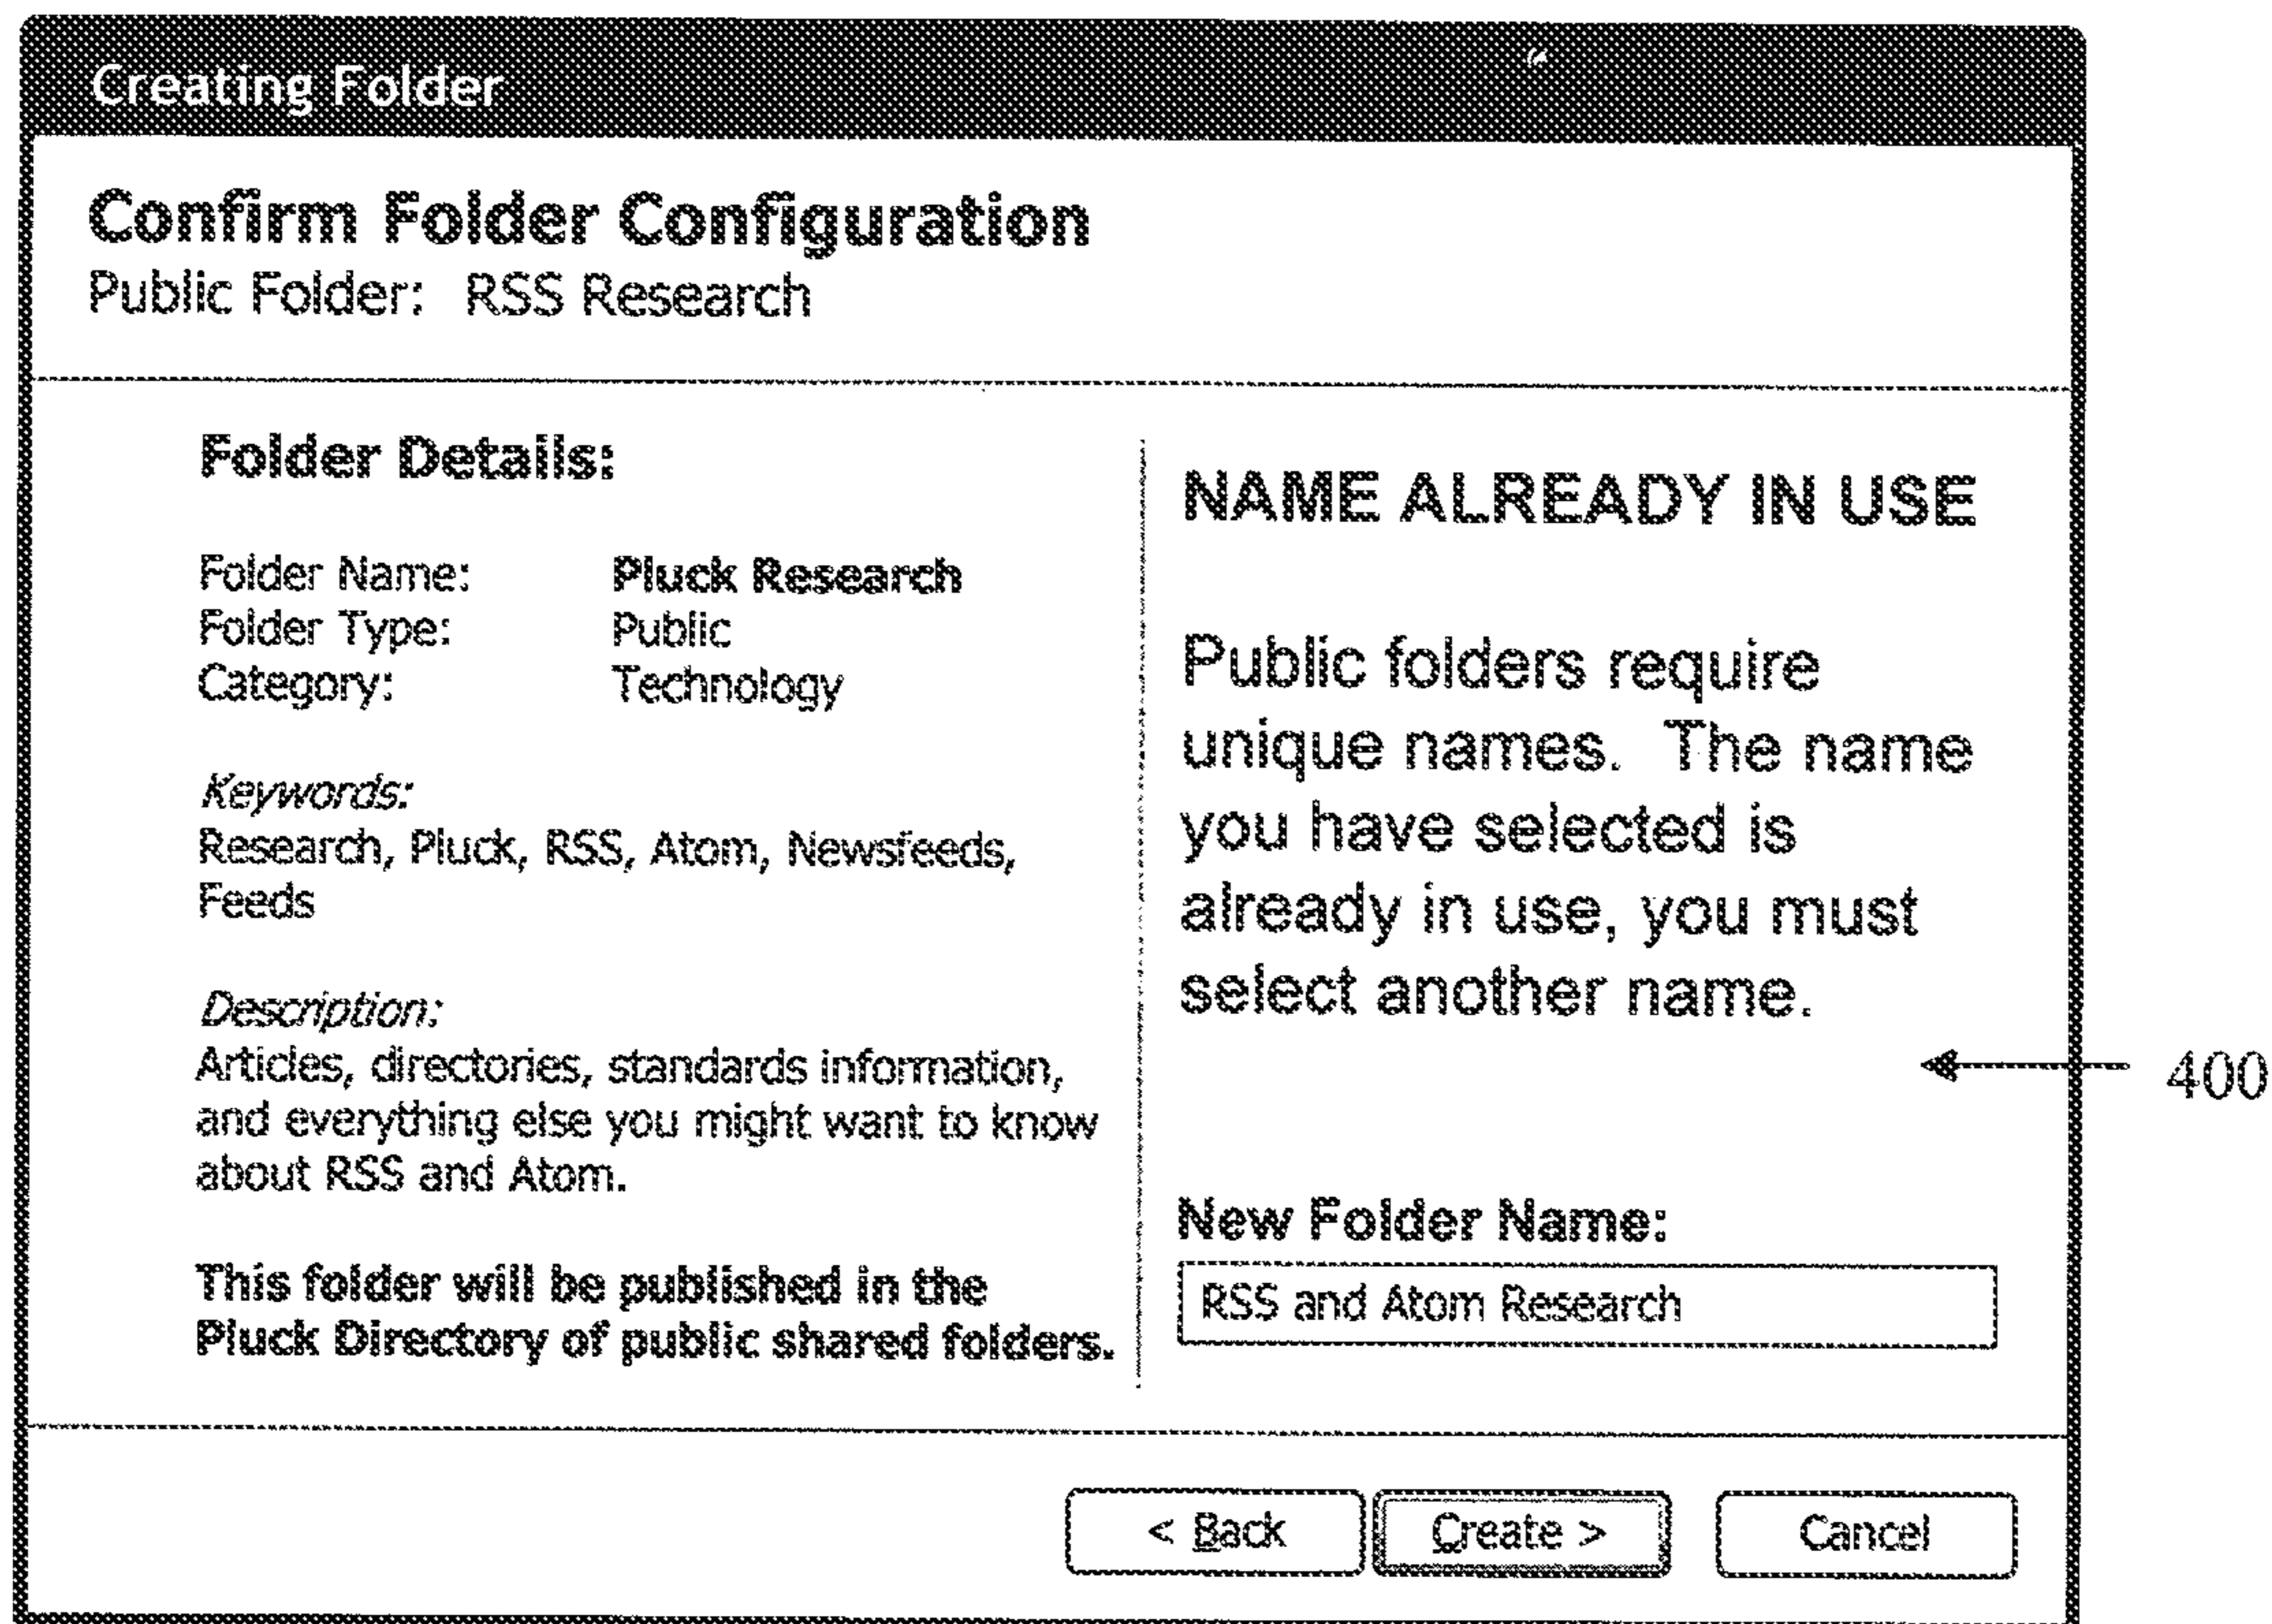 Creating Folder
Confirm Folder Configuration
Public Folder: RSS Research
Folder Details:
Folder Name: Pluck Research
Folder Type: Public
Category: Technology
Keywords:
Research, Pluck, RSS, Atom, Newsfeeds,
Feeds
Description:
Articles, directories, standards information,
and everything else you might want to know
about RSS and Atom.
This folder will be published in the
Pluck Directory of public shared folders.
NAME ALREADY IN USE
Public folders require
unique names. The name
you have selected is
already in use, you must
select another name.
400
New Folder Name:
RSS and Atom Research
< Back
Create >
Cancel